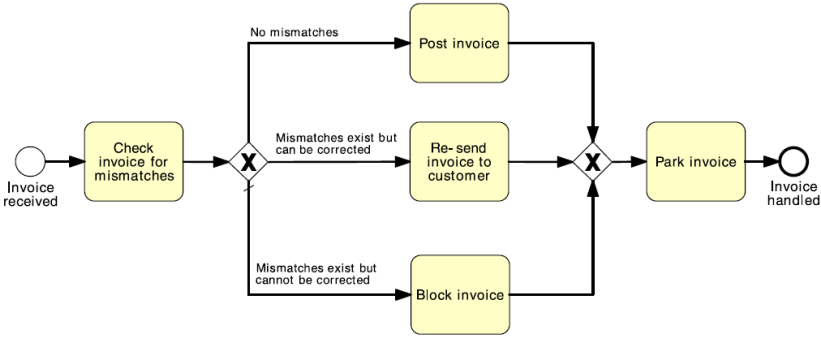 No mismatches
Post invoice
Check
invoice for
mismatches
X
Mismatches exist but
can be corrected
Re-send
invoice to
customer
X
Park invoice
Invoice
received
Invoice
handled
Mismatches exist but
cannot be corrected
Block invoice